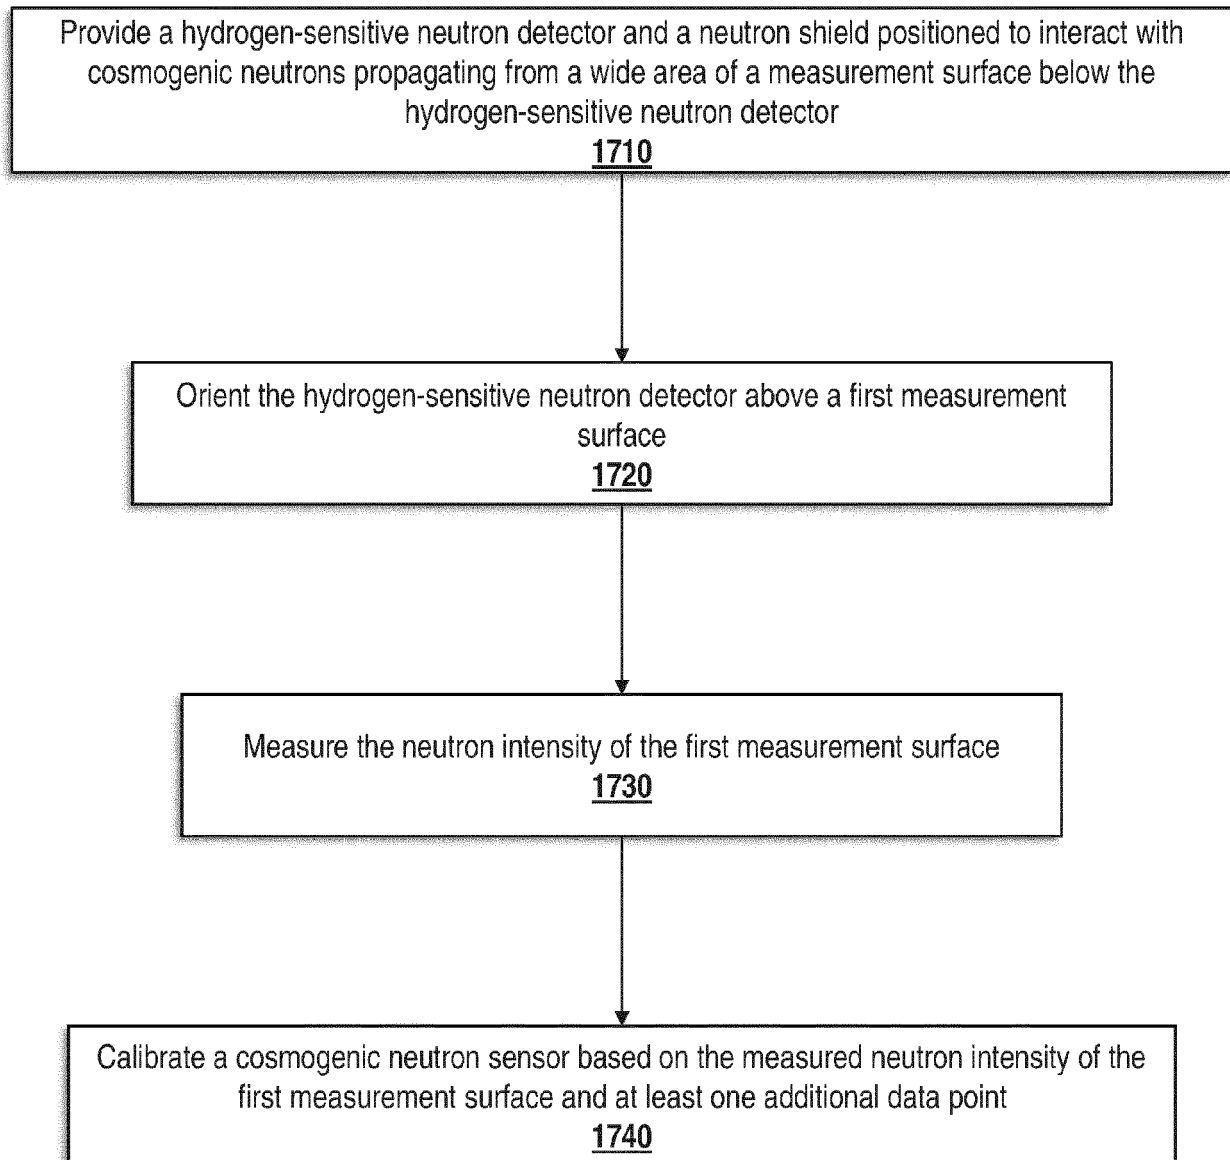 Provide a hydrogen-sensitive neutron detector and a neutron shield positioned to interact with
cosmogenic neutrons propagating from a wide area of a measurement surface below the
hydrogen-sensitive neutron detector
1710
Orient the hydrogen-sensitive neutron detector above a first measurement
surface
1720
Measure the neutron intensity of the first measurement surface
1730
Calibrate a cosmogenic neutron sensor based on the measured neutron intensity of the
first measurement surface and at least one additional data point
1740